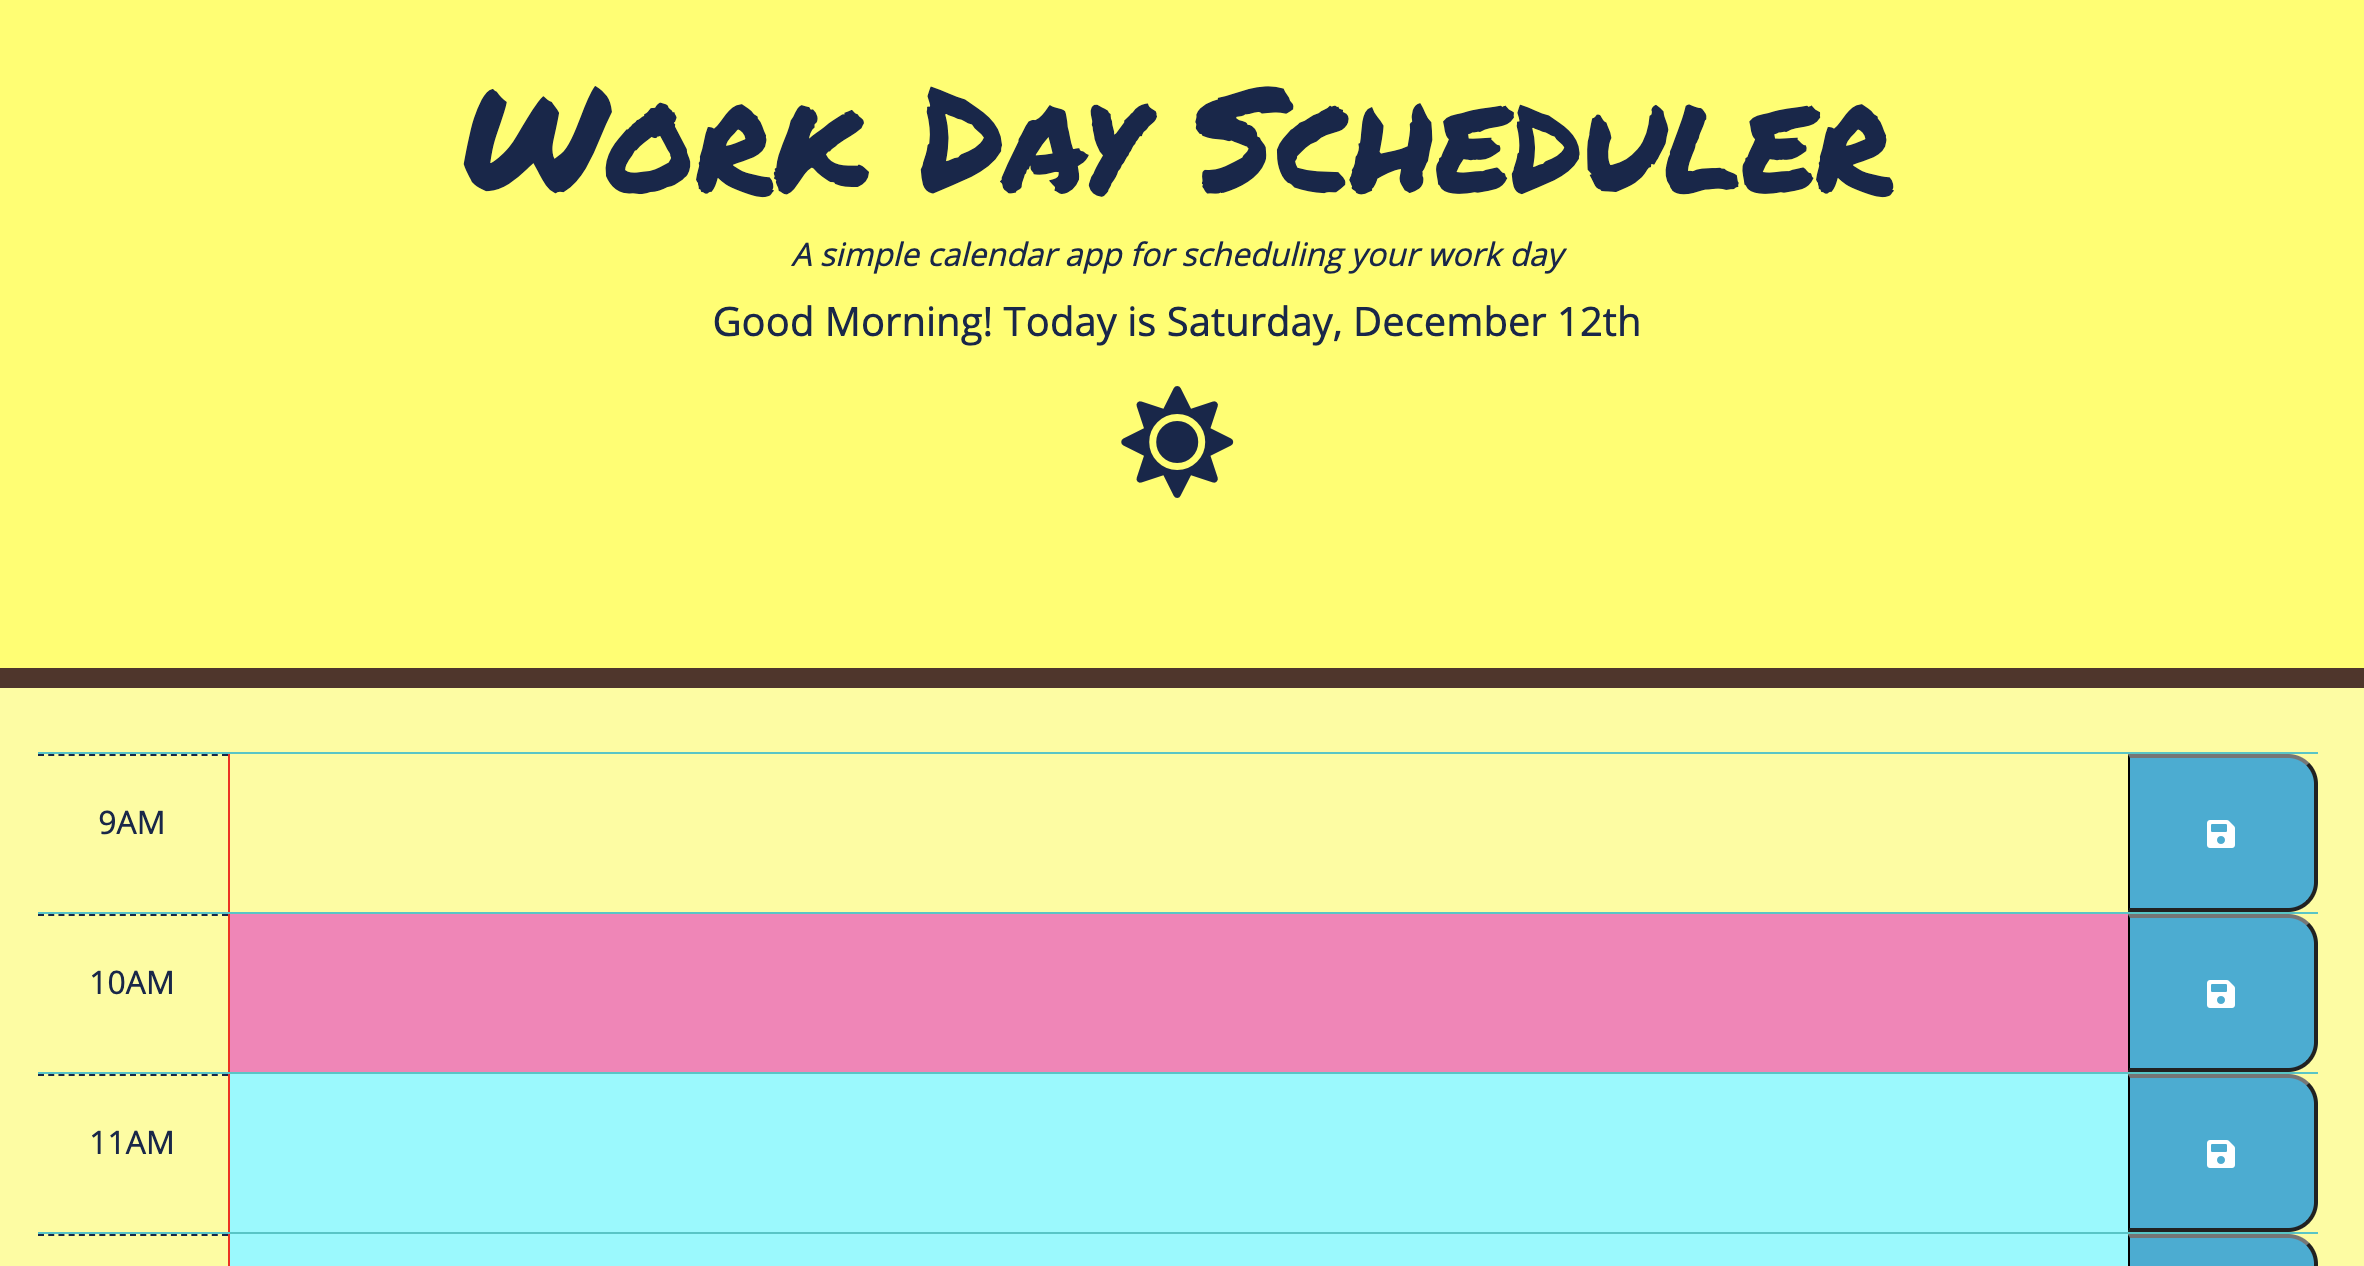 Work Day Scheduler
A simple calendar app for scheduling your work day
Good Morning! Today is Saturday, December 12th
9AM
10AM
11AM